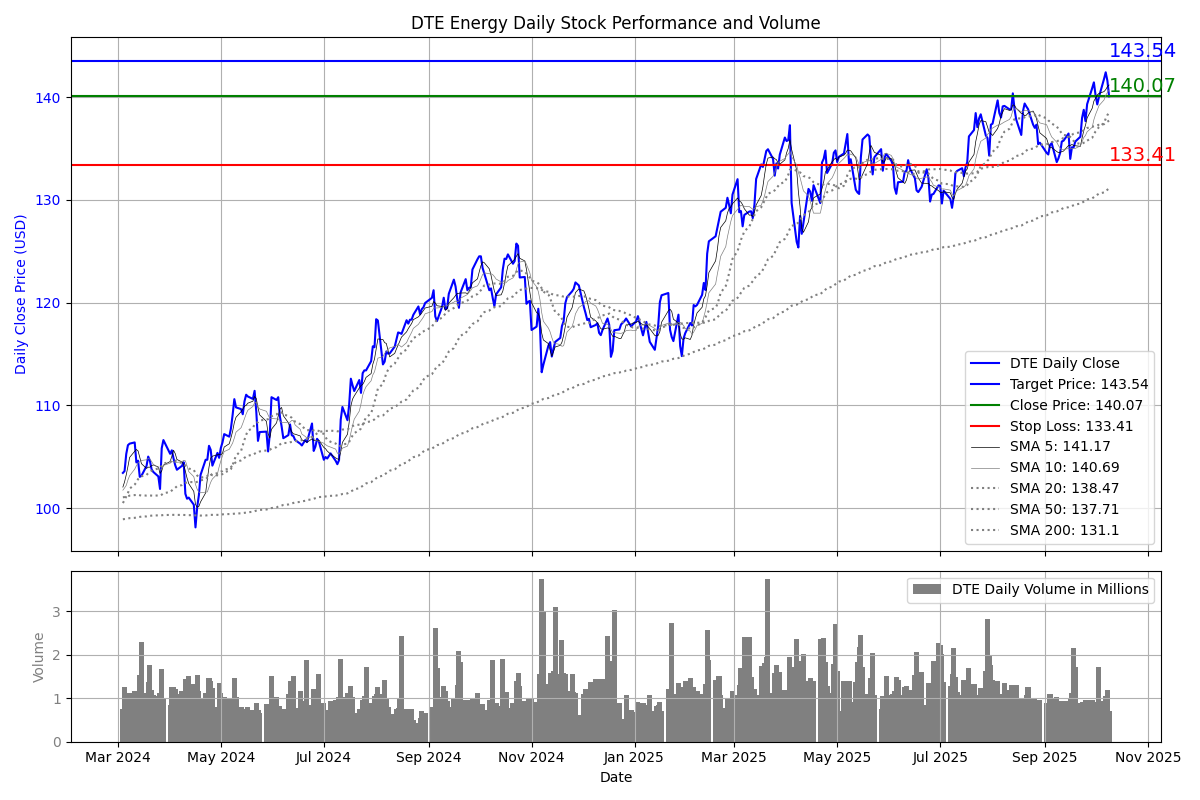 DTE Energy Daily Stock Performance and Volume
143.54
140.07
133.41
Daily Close Price (USD)
140
130
120
110
100
DTE Daily Close
Target Price: 143.54
Close Price: 140.07
Stop Loss: 133.41
SMA 5: 141.17
SMA 10: 140.69
SMA 20: 138.47
SMA 50: 137.71
SMA 200: 131.1
DTE Daily Volume in Millions
Volume
3
2
1
0
Mar 2024 May 2024 Jul 2024 Sep 2024 Nov 2024 Jan 2025 Mar 2025 May 2025 Jul 2025 Sep 2025 Nov 2025
Date